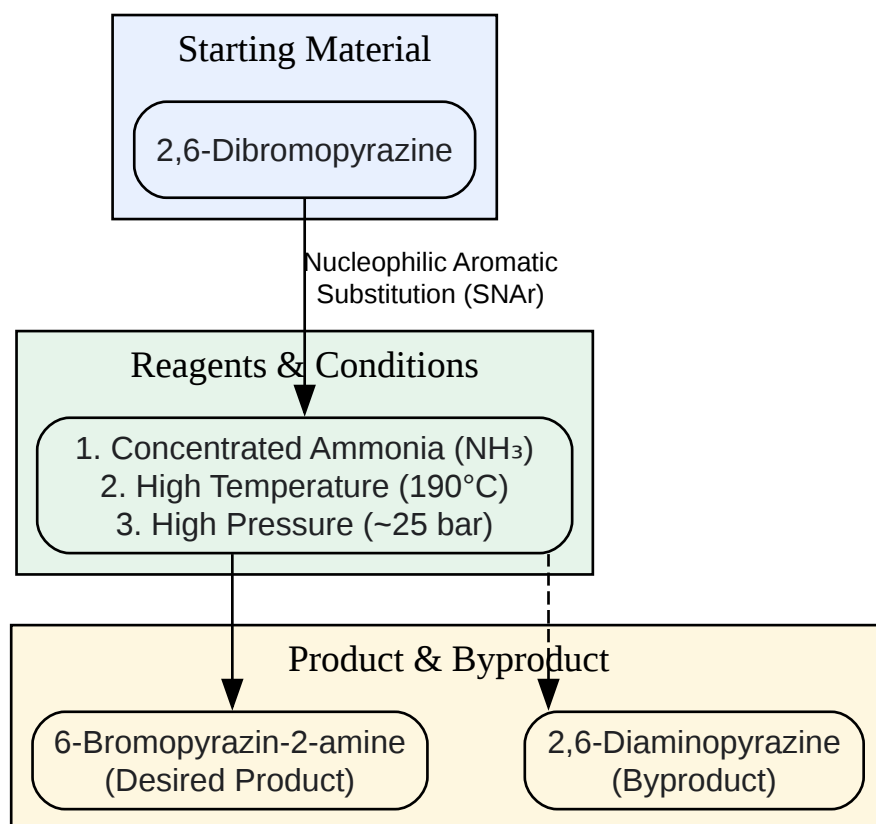 Starting Material
2,6-Dibromopyrazine
Nucleophilic Aromatic
Substitution (SNAr)
Reagents & Conditions
1. Concentrated Ammonia (NH₃)
2. High Temperature (190°C)
3. High Pressure (~25 bar)
Product & Byproduct
6-Bromopyrazin-2-amine
(Desired Product)
2,6-Diaminopyrazine
(Byproduct)